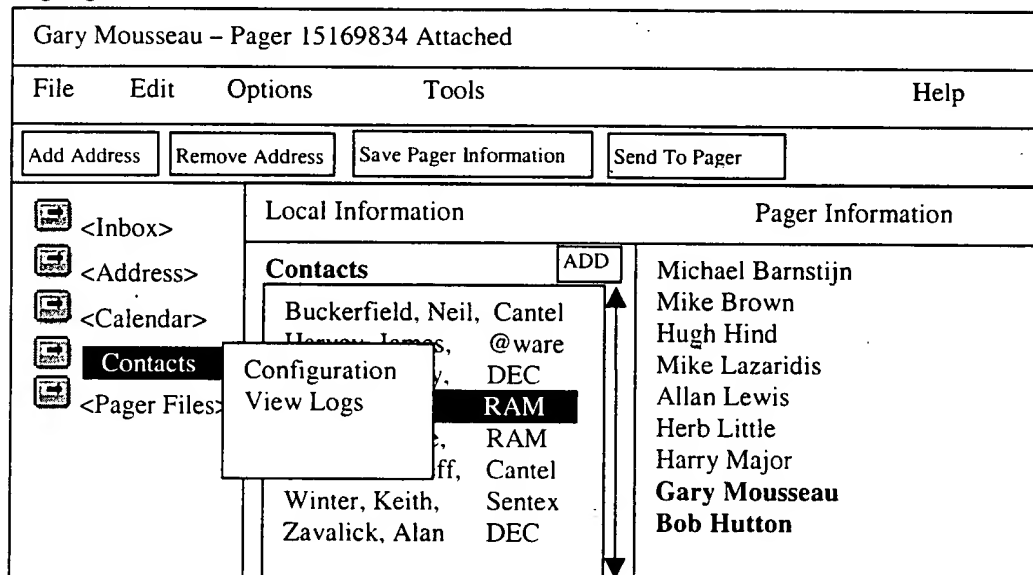 Gary Mousseau – Pager 15169834 Attached
File Edit Options Tools Help
Add Address Remove Address Save Pager Information Send To Pager
<Inbox>
<Address>
<Calendar>
Contacts
<Pager Files>
Configuration
View Logs
Local Information
Contacts ADD
Buckerfield, Neil, Cantel
@ware
DEC
RAM
RAM
Cantel
Winter, Keith, Sentex
Zavalick, Alan DEC
Pager Information
Michael Barnstijn
Mike Brown
Hugh Hind
Mike Lazaridis
Allan Lewis
Herb Little
Harry Major
Gary Mousseau
Bob Hutton